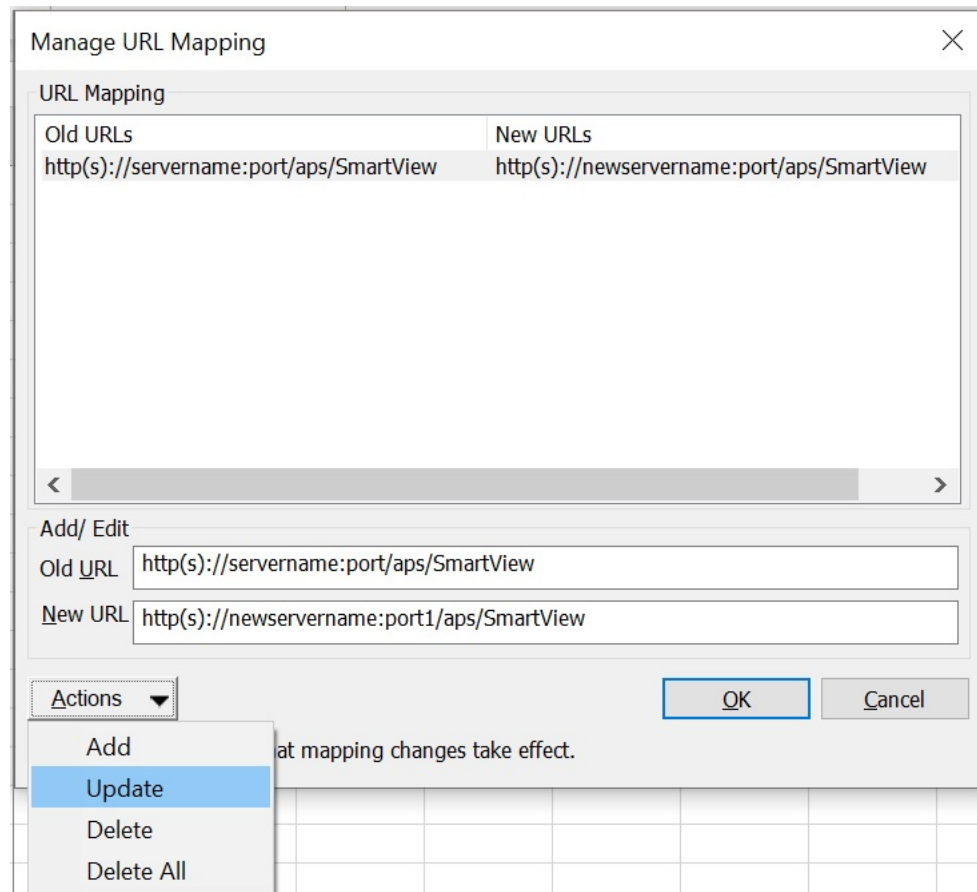 Manage URL Mapping
URL Mapping
Old URLs New URLs
http(s)://servername:port/aps/SmartView http(s)://newservername:port/aps/SmartView
Add/ Edit
Old URL http(s)://servername:port/aps/SmartView
New URL http(s)://newservername:port1/aps/SmartView
Actions OK Cancel
Add
mapping changes take effect.
Update
Delete
Delete All